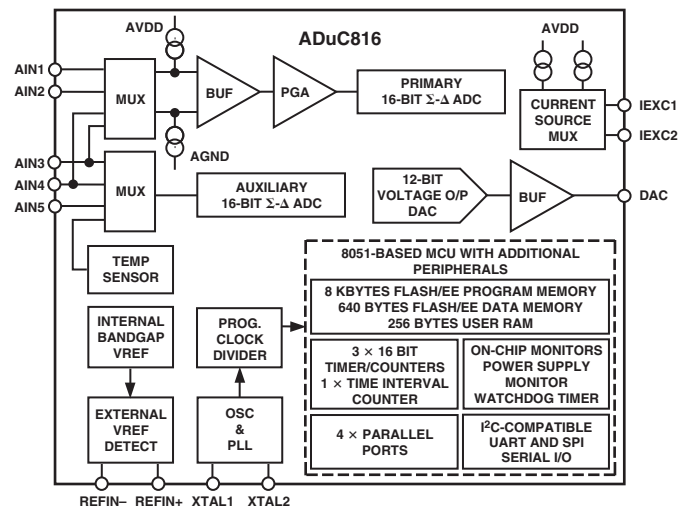 ADuC816
AVDD
AIN1
AIN2
AIN3
AIN4
AIN5
MUX
BUF
PGA
PRIMARY
16-BIT Σ-Δ ADC
AGND
AVDD
CURRENT
SOURCE
MUX
IEXC1
IEXC2
MUX
AUXILIARY
16-BIT Σ-Δ ADC
12-BIT
VOLTAGE O/P
DAC
BUF
DAC
TEMP
SENSOR
8051-BASED MCU WITH ADDITIONAL
PERIPHERALS
8 KBYTES FLASH/EE PROGRAM MEMORY
640 BYTES FLASH/EE DATA MEMORY
256 BYTES USER RAM
INTERNAL
BANDGAP
VREF
PROG.
CLOCK
DIVIDER
3 × 16 BIT
TIMER/COUNTERS
1 × TIME INTERVAL
COUNTER
ON-CHIP MONITORS
POWER SUPPLY
MONITOR
WATCHDOG TIMER
EXTERNAL
VREF
DETECT
OSC
&
PLL
4 × PARALLEL
PORTS
I²C-COMPATIBLE
UART AND SPI
SERIAL I/O
REFIN–
REFIN+
XTAL1
XTAL2